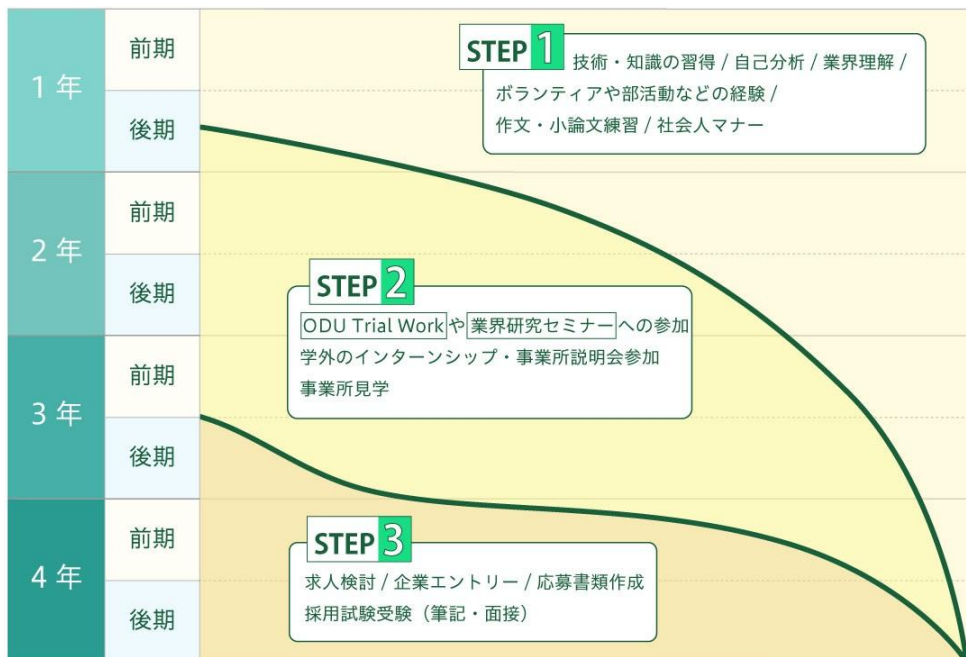 1年
前期
後期
2年
前期
後期
3年
前期
後期
4年
前期
後期
STEP 1
技術・知識の習得 / 自己分析 / 業界理解 /
ボランティアや部活動などの経験 /
作文・小論文練習 / 社会人マナー
STEP 2
ODU Trial Work や 業界研究セミナー への参加
学外のインターンシップ・事業所説明会参加
事業所見学
STEP 3
求人検討 / 企業エントリー / 応募書類作成
採用試験受験（筆記・面接）